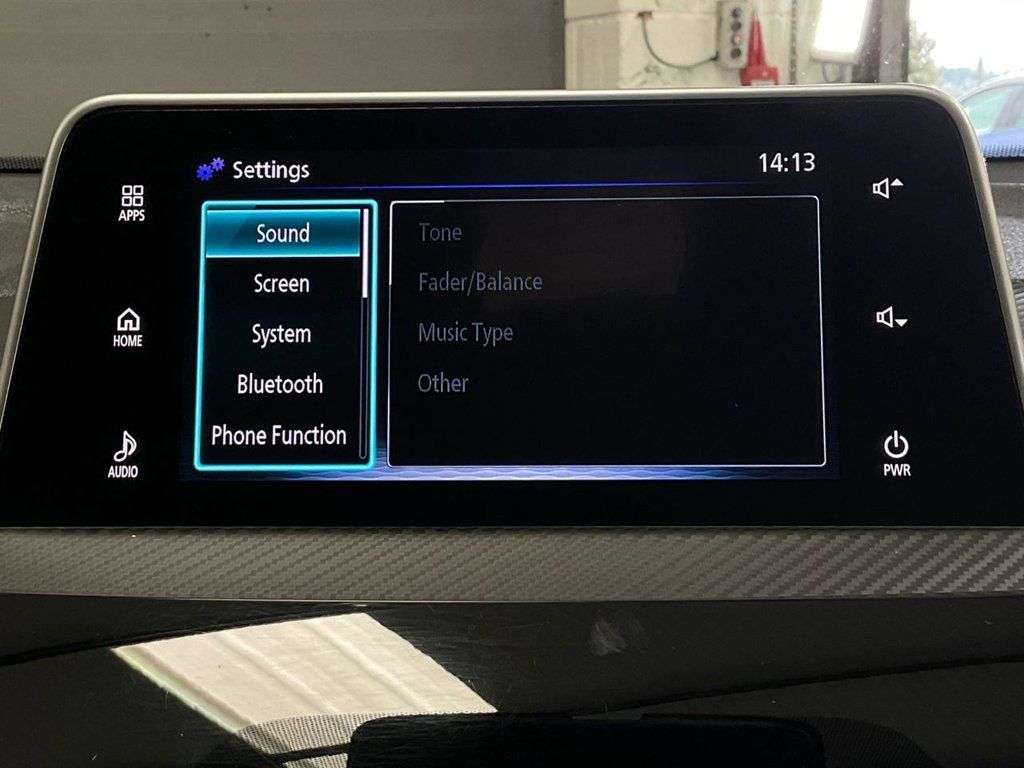 Settings
14:13
APPS
HOME
AUDIO
Sound
Screen
System
Bluetooth
Phone Function
Tone
Fader/Balance
Music Type
Other
PWR